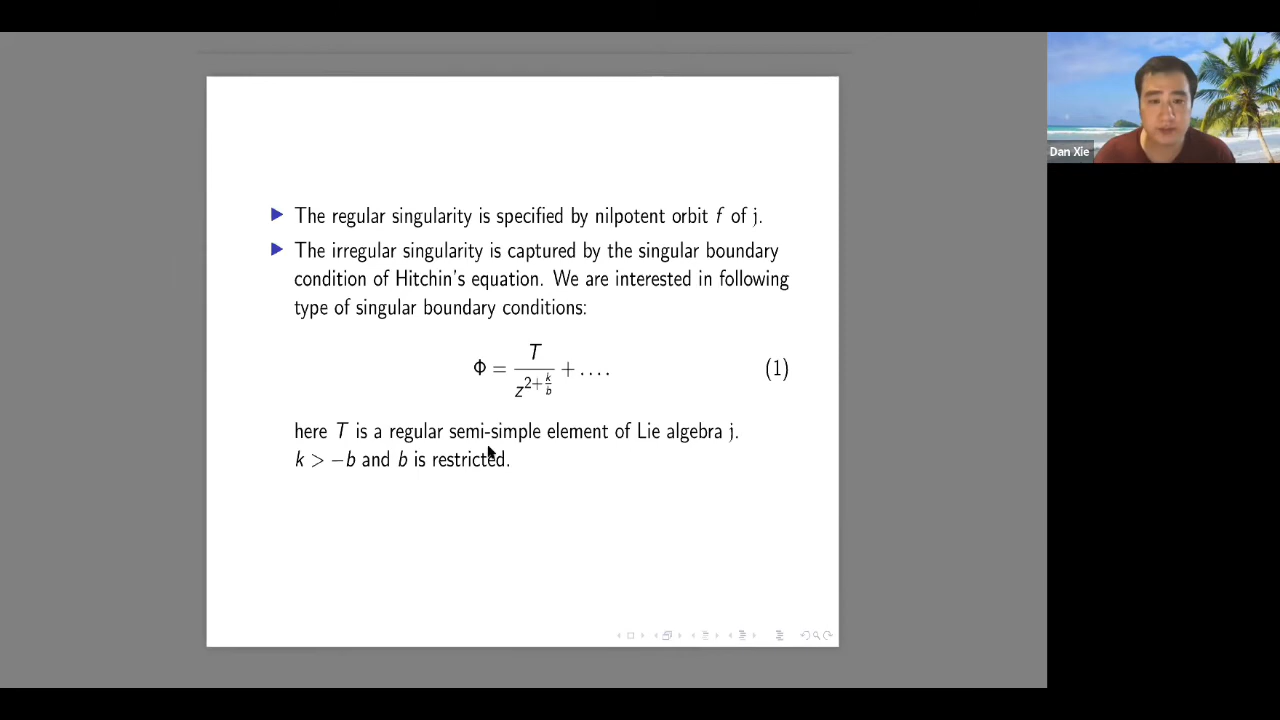 The regular singularity is specified by nilpotent orbit f of j.
The irregular singularity is captured by the singular boundary
condition of Hitchin's equation. We are interested in following
type of singular boundary conditions:
Φ = T / z^{2+k/b} + .... (1)
here T is a regular semi-simple element of Lie algebra j.
k > −b and b is restricted.
Dan Xie